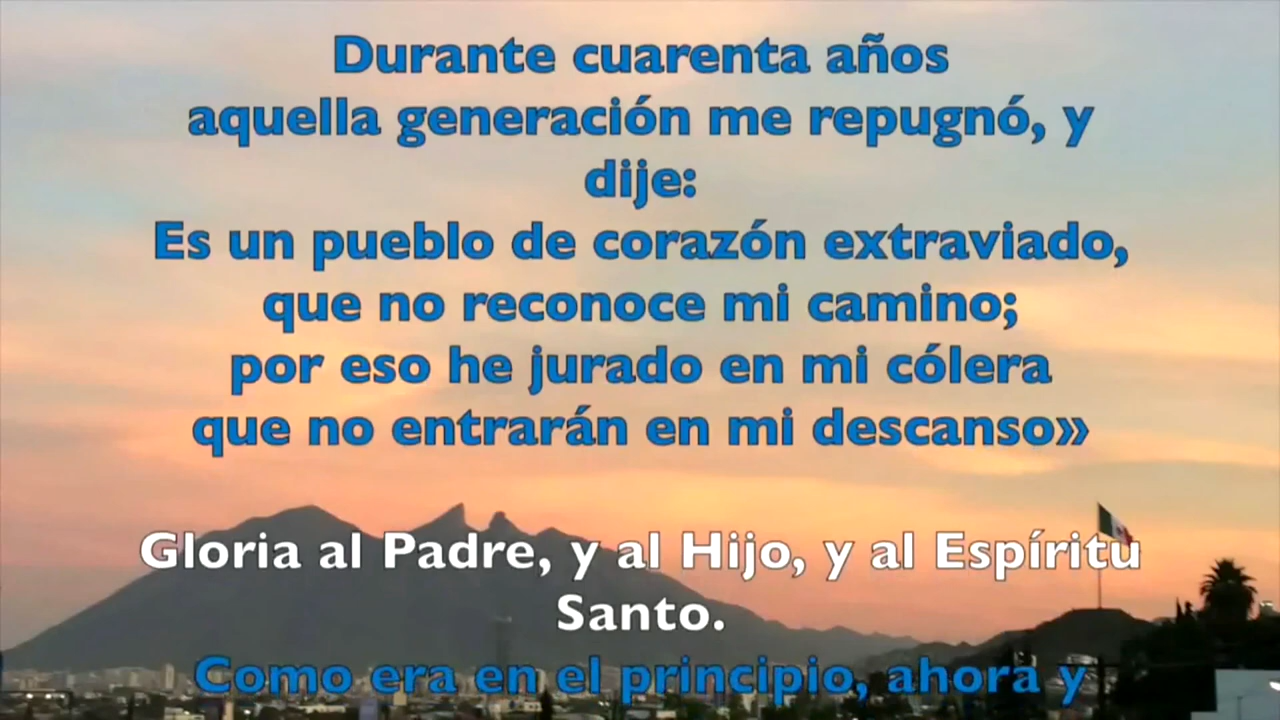 Durante cuarenta años
aquella generación me repugnó, y
dije:
Es un pueblo de corazón extraviado,
que no reconoce mi camino;
por eso he jurado en mi cólera
que no entrarán en mi descanso»
Gloria al Padre, y al Hijo, y al Espíritu
Santo.
Como era en el principio, ahora y